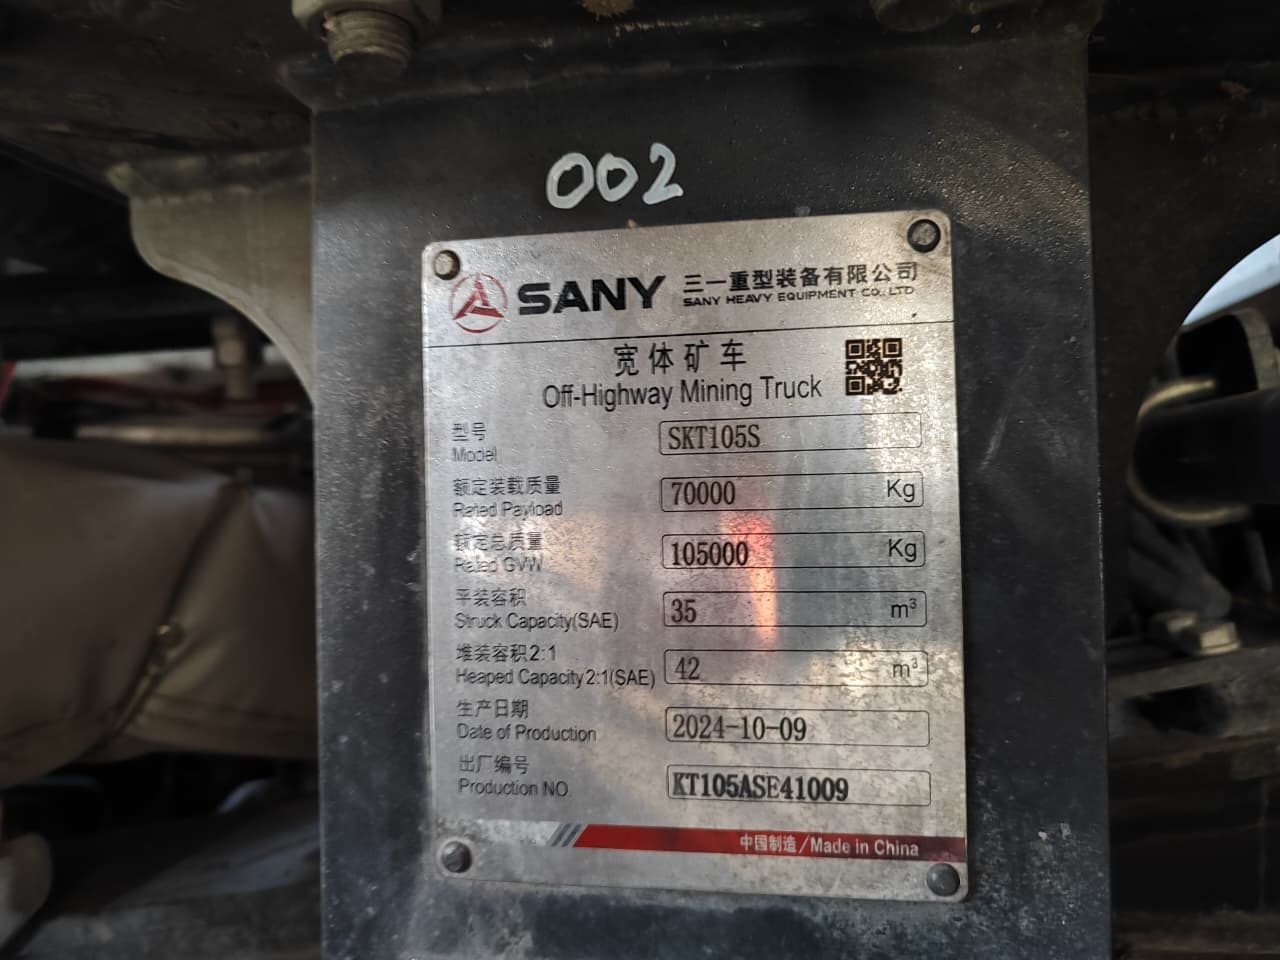 002
SANY 三一重型装备有限公司
SANY HEAVY EQUIPMENT CO., LTD
宽体矿车
Off-Highway Mining Truck
型号
Model SKT105S
额定装载质量
Rated Payload 70000 Kg
额定总质量
Rated GVW 105000 Kg
平装容积
Struck Capacity(SAE) 35 m³
堆装容积2:1
Heaped Capacity 2:1(SAE) 42 m³
生产日期
Date of Production 2024-10-09
出厂编号
Production NO. KT105ASE41009
中国制造/Made in China